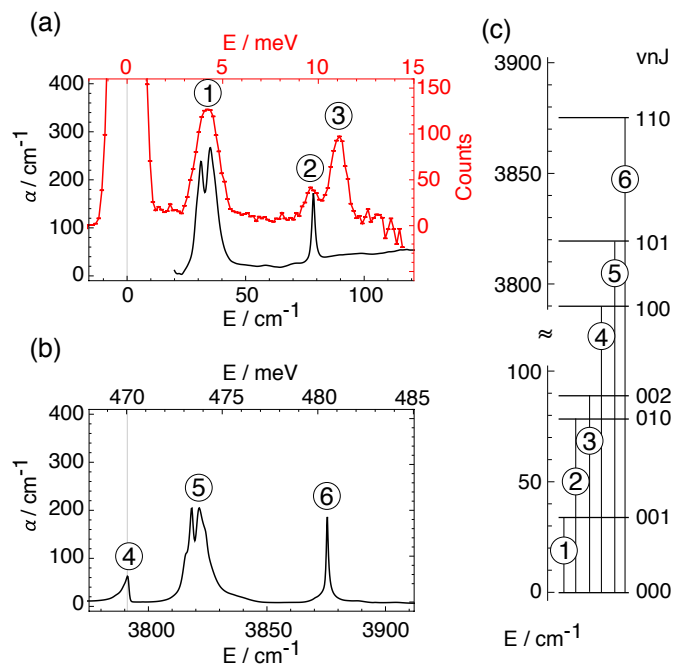 (a)
E / meV
0 5 10 15
400
300
200
100
0
α / cm-1
150
100
50
0
Counts
1
2
3
0 50 100
E / cm-1
(b)
E / meV
470 475 480 485
400
300
200
100
0
α / cm-1
4
5
6
3800 3850 3900
E / cm-1
(c)
vnJ
3900
3850
3800
≈
100
50
0
110
101
100
002
010
001
000
6
5
4
3
2
1
E / cm-1